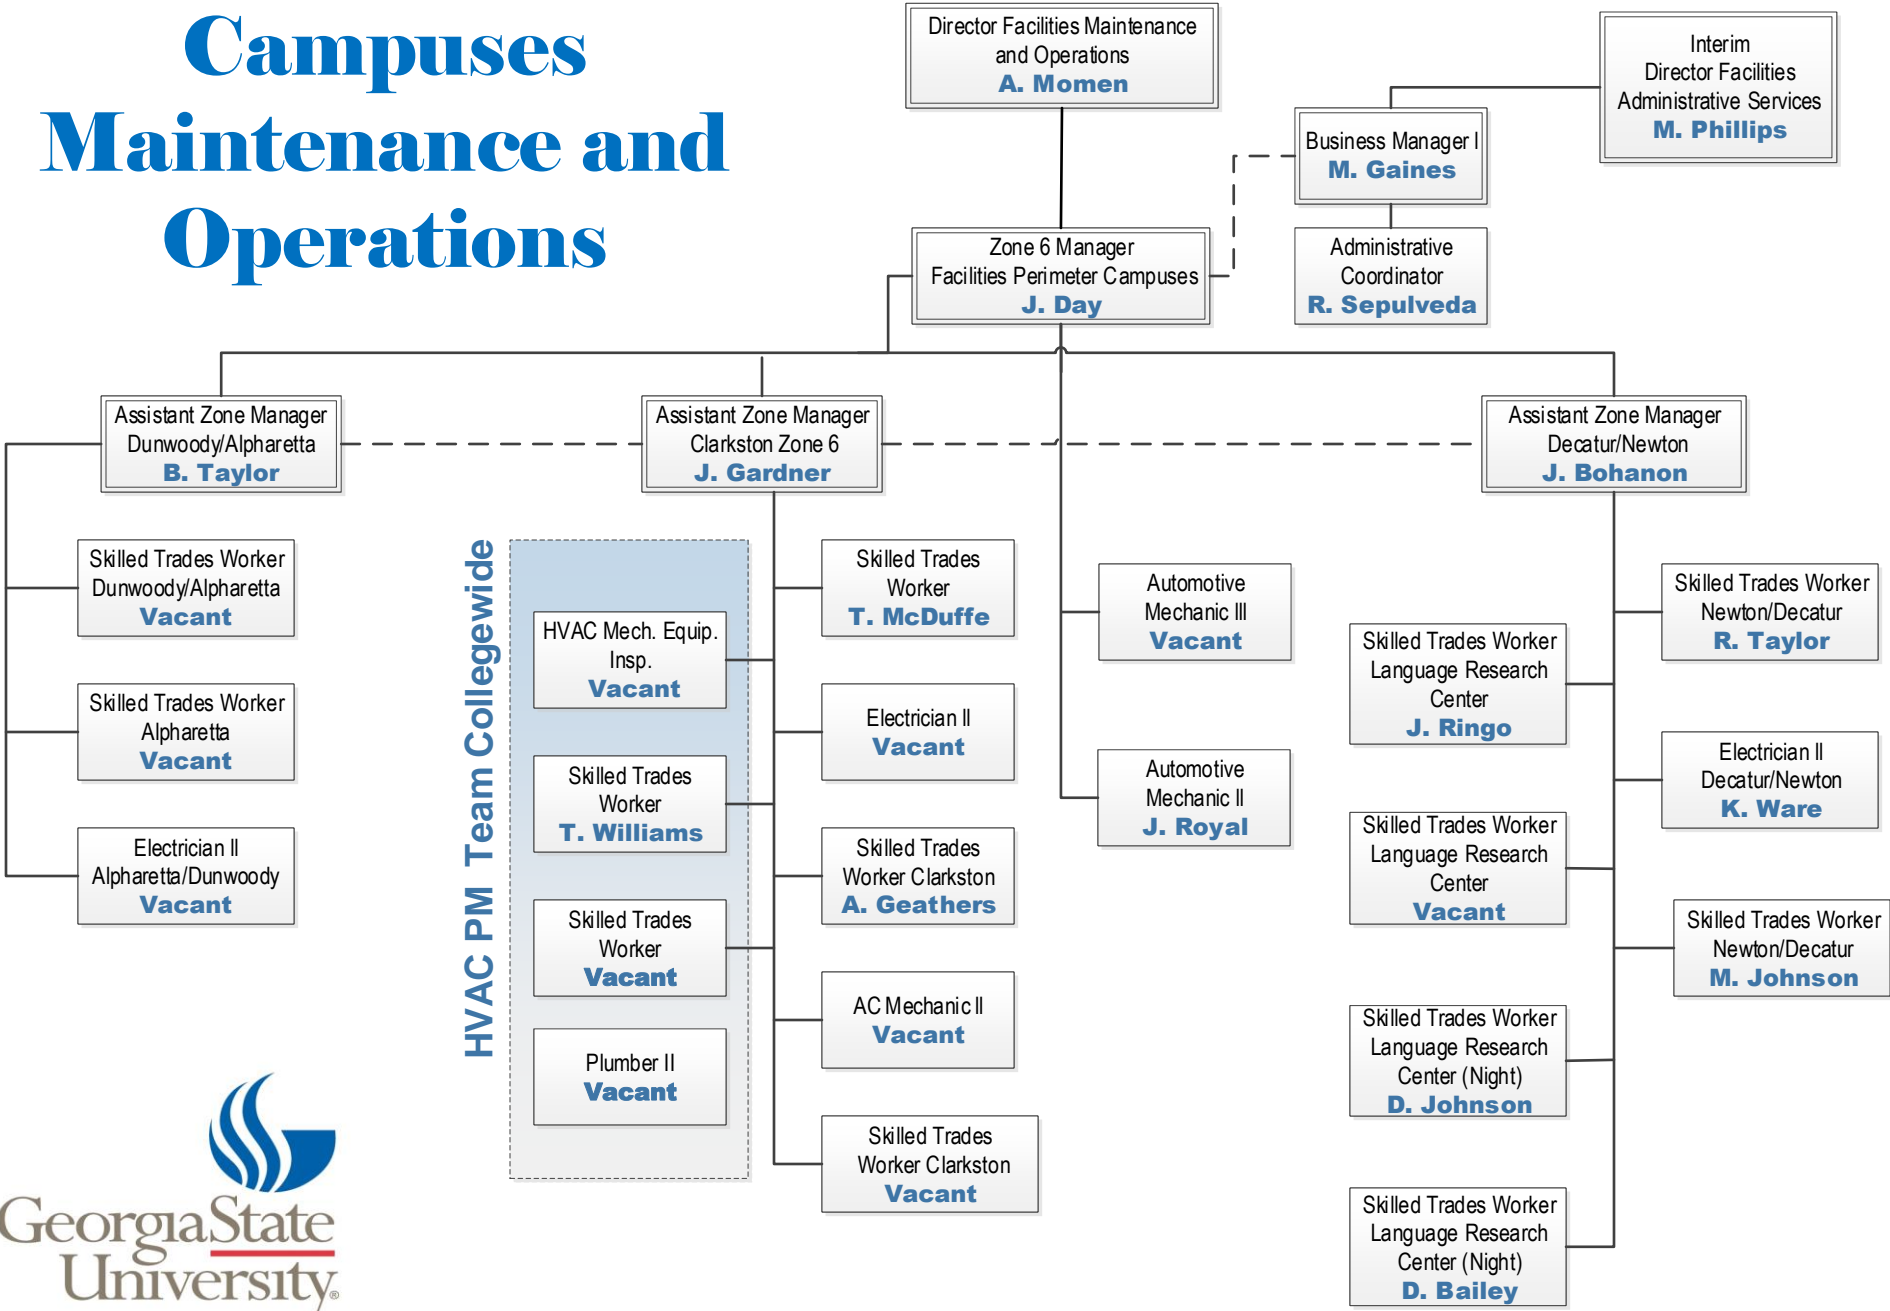 Campuses
Maintenance and
Operations
Director Facilities Maintenance
and Operations
A. Momen
Interim
Director Facilities
Administrative Services
M. Phillips
Business Manager I
M. Gaines
Zone 6 Manager
Facilities Perimeter Campuses
J. Day
Administrative
Coordinator
R. Sepulveda
Assistant Zone Manager
Dunwoody/Alpharetta
B. Taylor
Assistant Zone Manager
Clarkston Zone 6
J. Gardner
Assistant Zone Manager
Decatur/Newton
J. Bohanon
Skilled Trades Worker
Dunwoody/Alpharetta
Vacant
Skilled Trades Worker
Alpharetta
Vacant
Electrician II
Alpharetta/Dunwoody
Vacant
HVAC PM Team Collegewide
HVAC Mech. Equip.
Insp.
Vacant
Skilled Trades
Worker
T. Williams
Skilled Trades
Worker
Vacant
Plumber II
Vacant
Skilled Trades
Worker
T. McDuffe
Electrician II
Vacant
Skilled Trades
Worker Clarkston
A. Geathers
AC Mechanic II
Vacant
Skilled Trades
Worker Clarkston
Vacant
Automotive
Mechanic III
Vacant
Automotive
Mechanic II
J. Royal
Skilled Trades Worker
Language Research
Center
J. Ringo
Skilled Trades Worker
Language Research
Center
Vacant
Skilled Trades Worker
Language Research
Center (Night)
D. Johnson
Skilled Trades Worker
Language Research
Center (Night)
D. Bailey
Skilled Trades Worker
Newton/Decatur
R. Taylor
Electrician II
Decatur/Newton
K. Ware
Skilled Trades Worker
Newton/Decatur
M. Johnson
GeorgiaState
University®